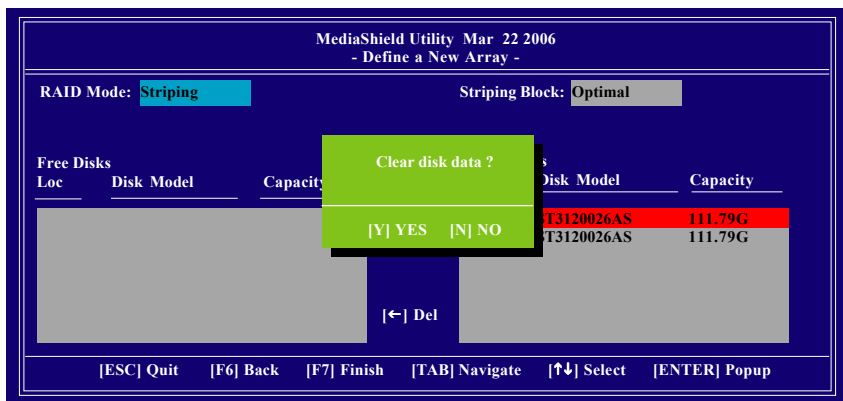 MediaShield Utility Mar 22 2006
- Define a New Array -
RAID Mode: Striping
Striping Block: Optimal
Clear disk data ?
[Y] YES [N] NO
Free Disks
s
Loc Disk Model Capacity
Disk Model Capacity
ST3120026AS 111.79G
ST3120026AS 111.79G
[←] Del
[ESC] Quit [F6] Back [F7] Finish [TAB] Navigate [↑↓] Select [ENTER] Popup